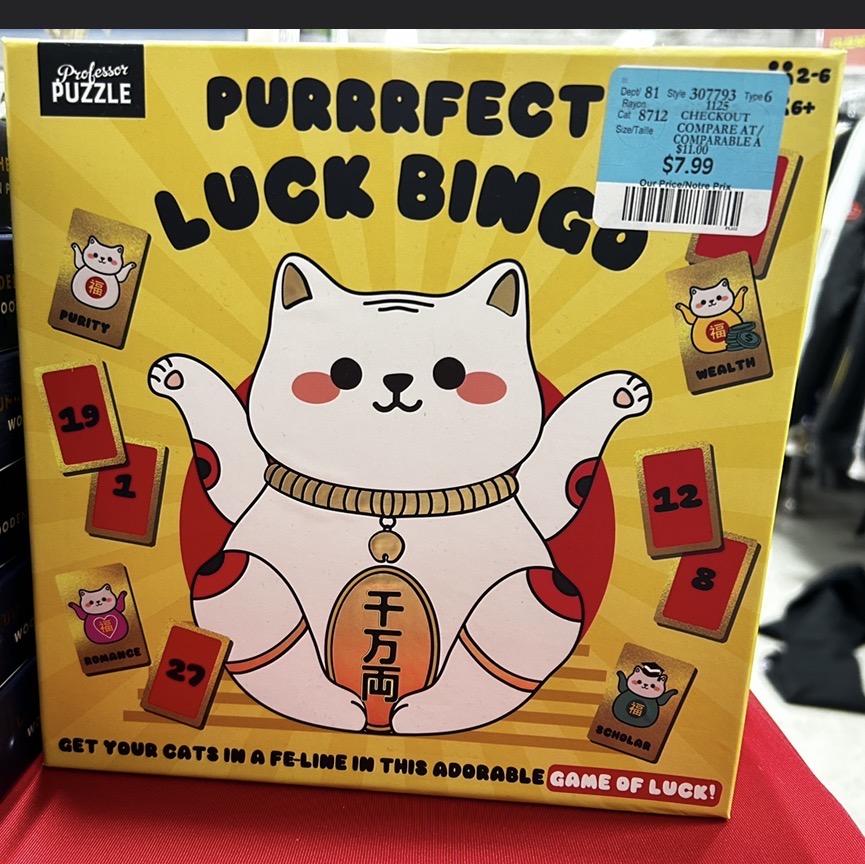 Professor
PUZZLE
PURRRFECT
LUCK BINGO
2-6
6+
Dept/ 81 Style 307793 Type 6
Rayon 1125
Cat 8712 CHECKOUT
Size/Taille COMPARE AT/
COMPARABLE A
$11.00
$7.99
Our Price/Notre Prix
福
PURITY
福
WEALTH
19
1
12
8
千万両
福
ROMANCE
27
福
SCHOLAR
GET YOUR CATS IN A FE-LINE IN THIS ADORABLE GAME OF LUCK!